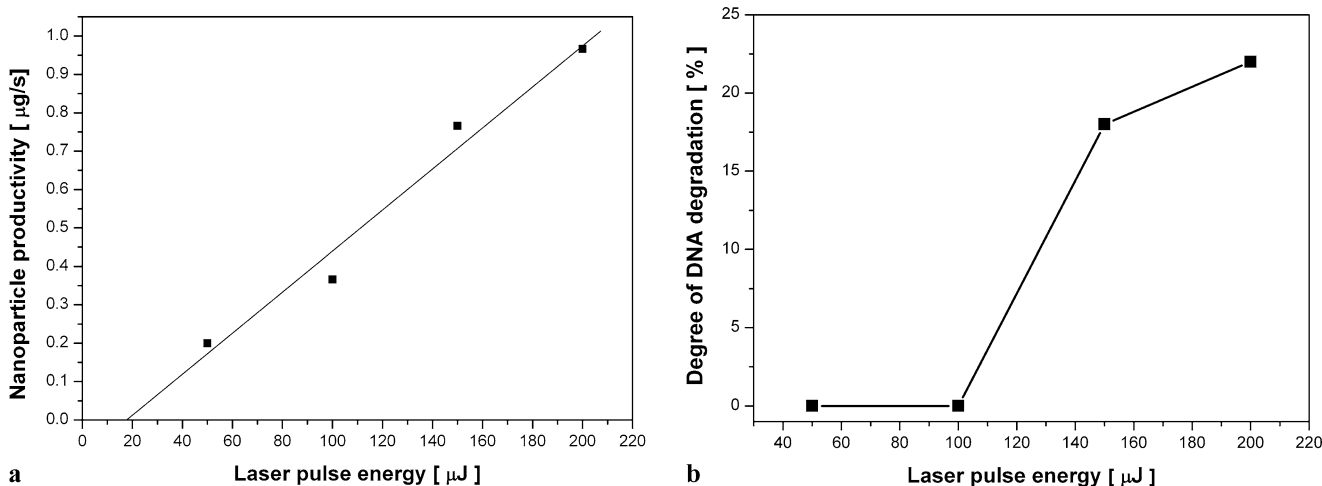 Nanoparticle productivity [ μg/s]
1.0
0.9
0.8
0.7
0.6
0.5
0.4
0.3
0.2
0.1
0.0
0 20 40 60 80 100 120 140 160 180 200 220
Laser pulse energy [ μJ ]
a
Degree of DNA degradation [ % ]
25
20
15
10
5
0
40 60 80 100 120 140 160 180 200 220
Laser pulse energy [ μJ ]
b